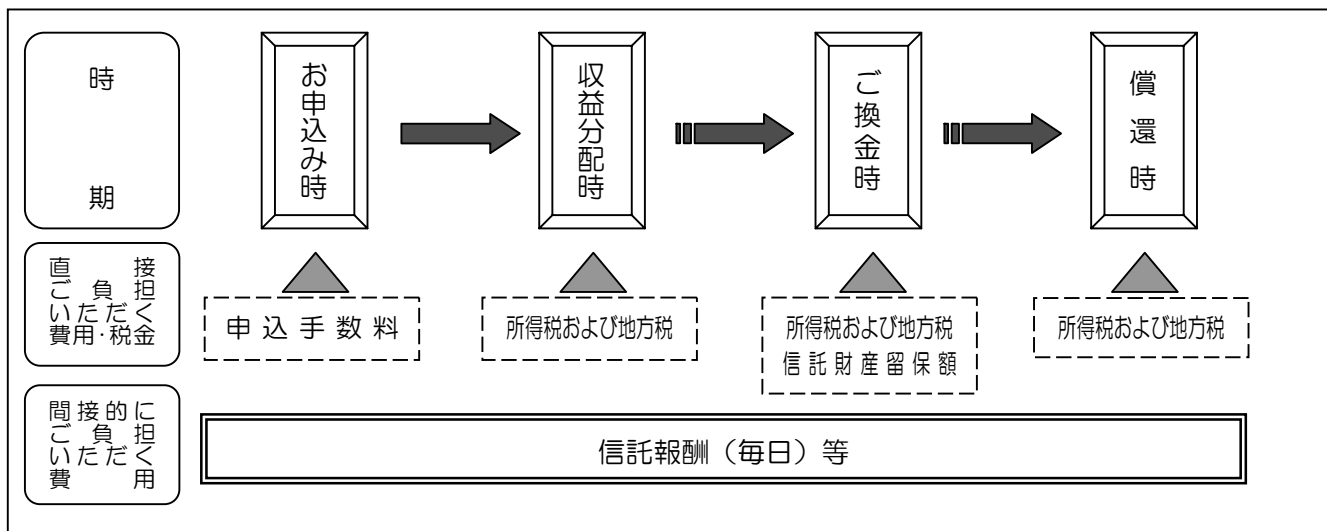 時期
お申込み時
収益分配時
ご換金時
償還時
直接
ご負担
いただく
費用・税金
申込手数料
所得税および地方税
所得税および地方税
信託財産留保額
所得税および地方税
間接的に
ご負担
いただく
費用
信託報酬（毎日）等